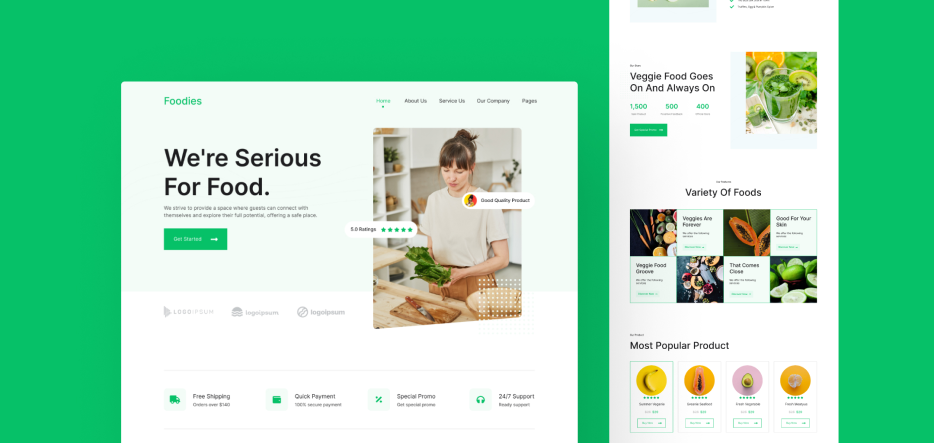 Foodies
Home
About Us
Service Us
Our Company
Pages
We're Serious
For Food.
We strive to provide a space where guests can connect with
themselves and explore their full potential, offering a safe place.
Get Started
Good Quality Product
5.0 Ratings
LOGOIPSUM
logoipsum
logoipsum
Free Shipping
Orders over $140
Quick Payment
100% secure payment
Special Promo
Get special promo
24/7 Support
Ready support
Veggie Food Goes
On And Always On
1,500
500
400
Variety Of Foods
Veggies Are
Forever
Good For Your
Skin
Veggie Food
Groove
That Comes
Close
Our Product
Most Popular Product